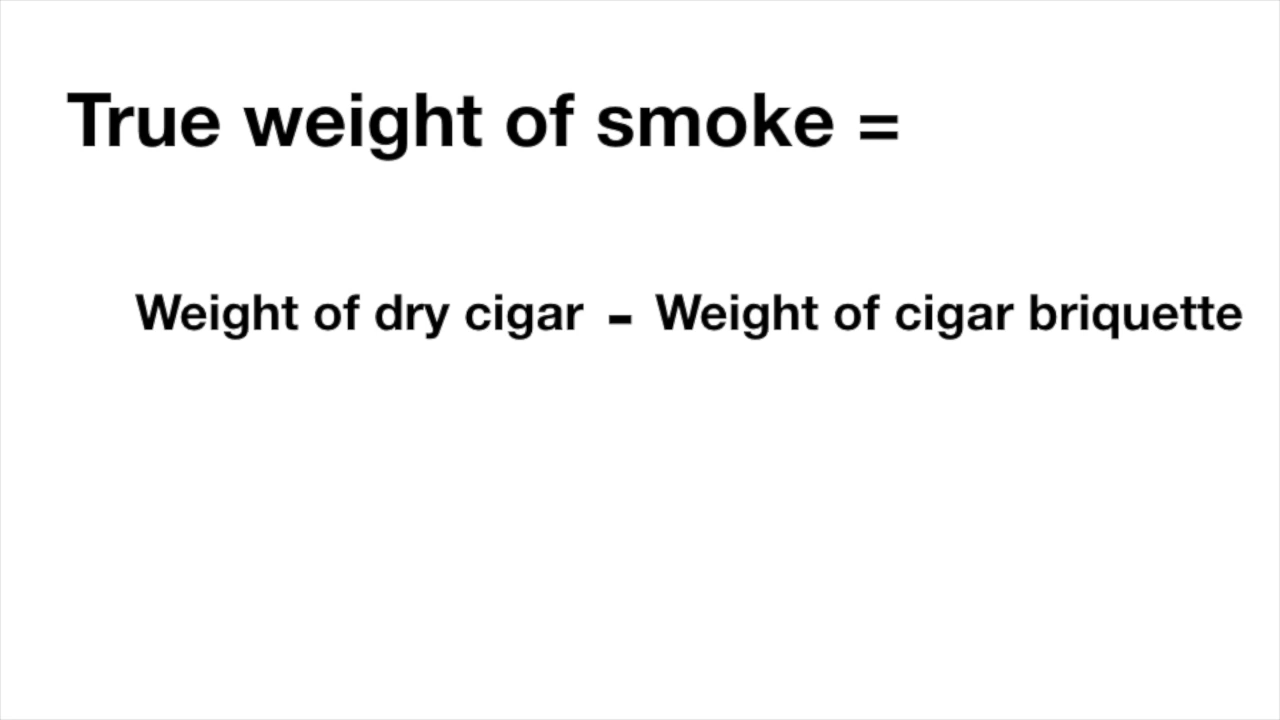 True weight of smoke =
Weight of dry cigar - Weight of cigar briquette